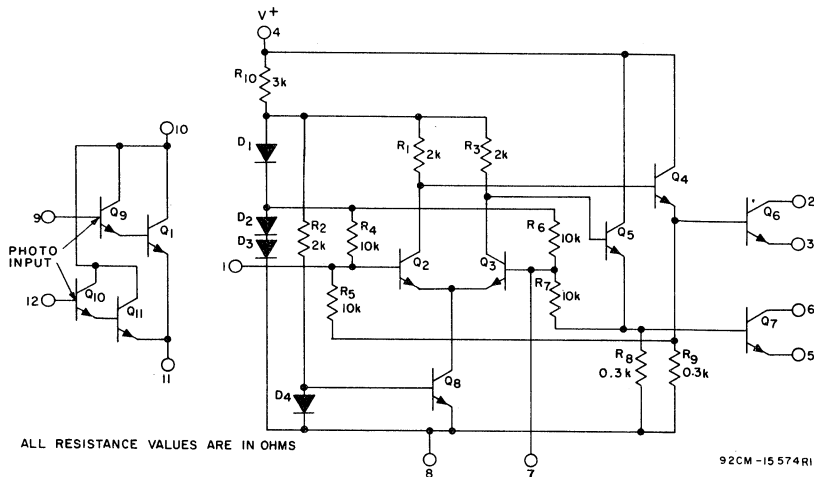 V+
4
R10
3k
10
D1
R1
2k
R3
2k
Q4
9
Q9
Q1
D2
D3
R2
2k
R4
10k
R6
10k
Q5
Q6
2
3
PHOTO
INPUT
1
Q2
Q3
R7
10k
12
Q10
Q11
R5
10k
Q7
6
5
11
D4
Q8
R8
0.3k
R9
0.3k
ALL RESISTANCE VALUES ARE IN OHMS
8
7
92CM-15574R1